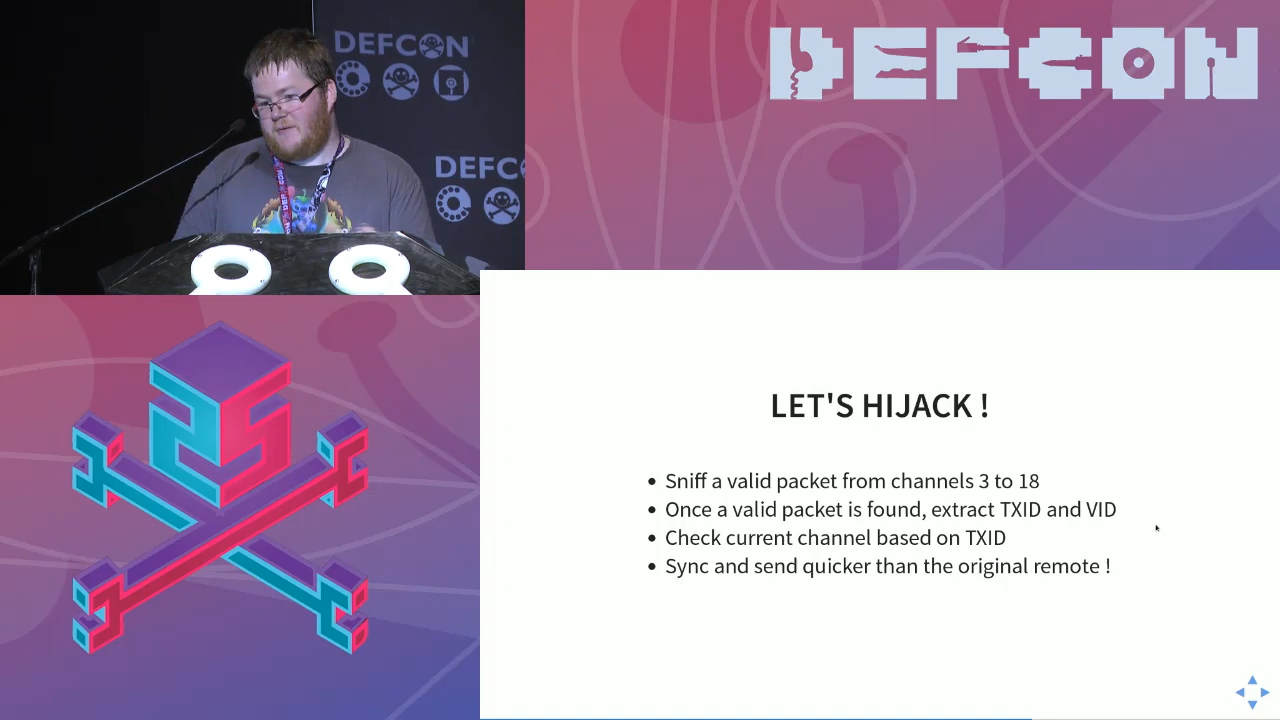 DEFCON
DEFC
DEFCON
LET'S HIJACK !
Sniff a valid packet from channels 3 to 18
Once a valid packet is found, extract TXID and VID
Check current channel based on TXID
Sync and send quicker than the original remote !